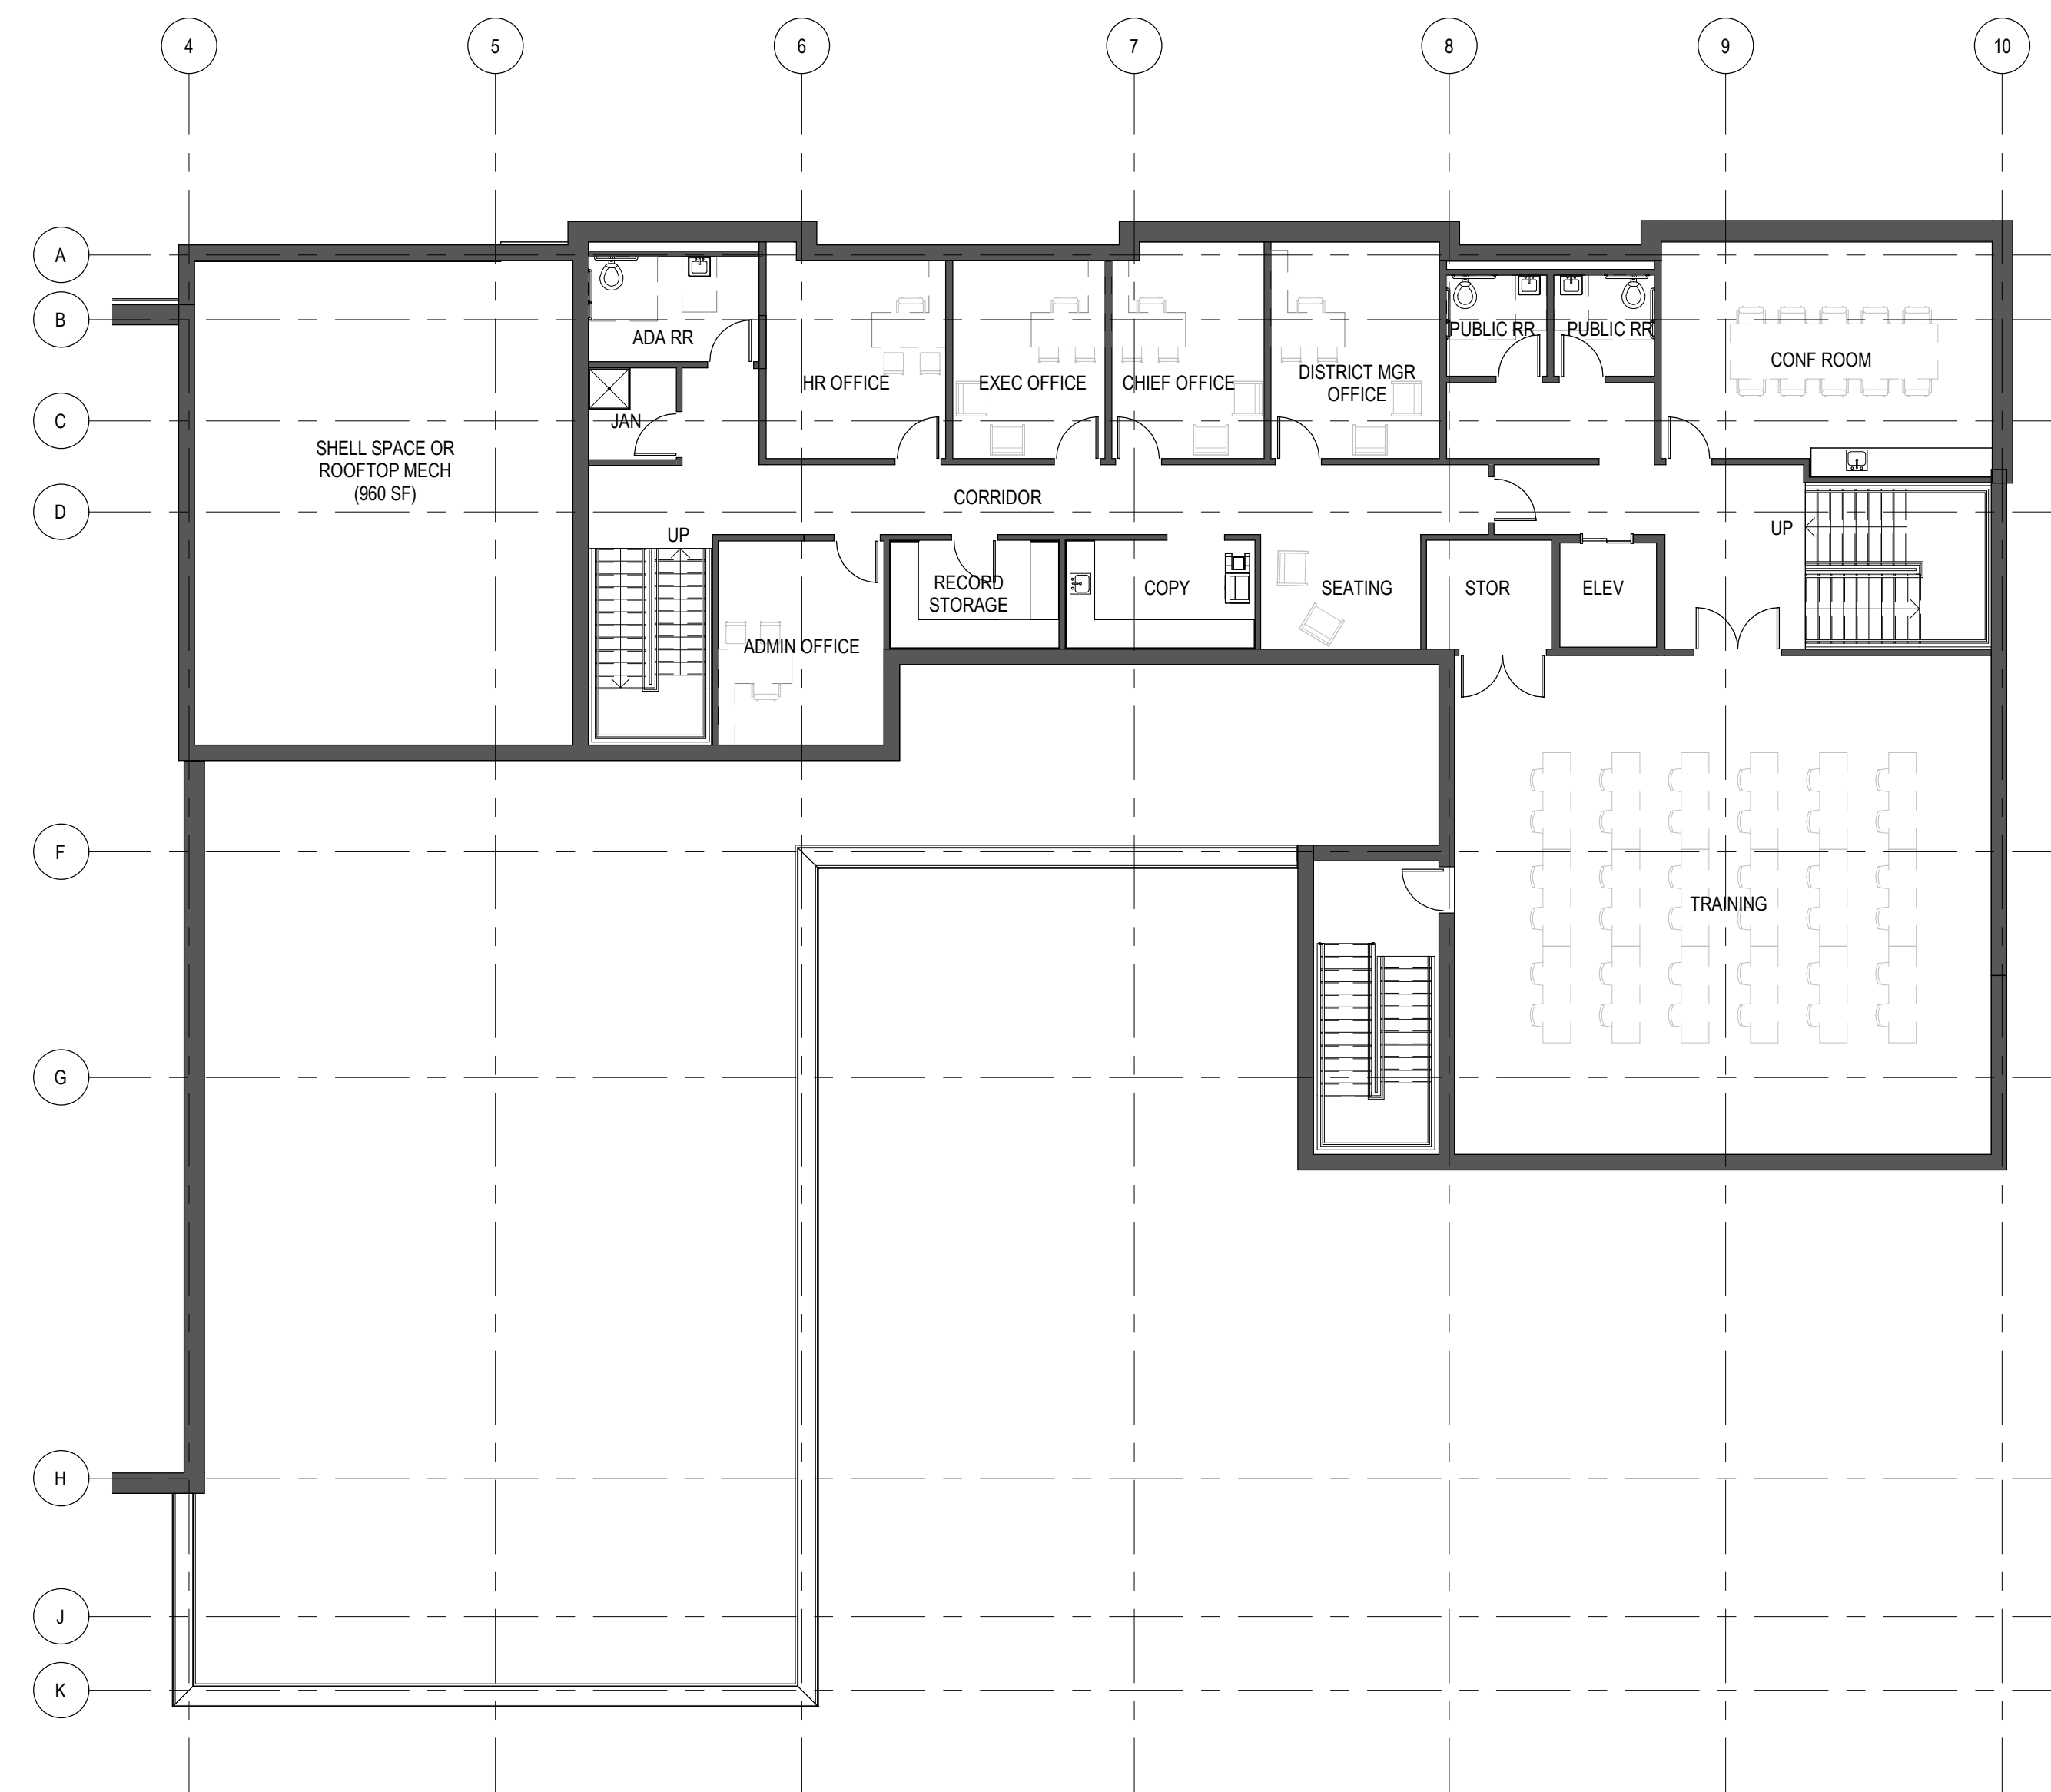 4
5
6
7
8
9
10
A
B
C
D
F
G
H
J
K
ADA RR
PUBLIC RR
PUBLIC RR
CONF ROOM
HR OFFICE
EXEC OFFICE
CHIEF OFFICE
DISTRICT MGR
OFFICE
JAN
SHELL SPACE OR
ROOFTOP MECH
(960 SF)
CORRIDOR
UP
UP
RECORD
STORAGE
COPY
SEATING
STOR
ELEV
ADMIN OFFICE
TRAINING